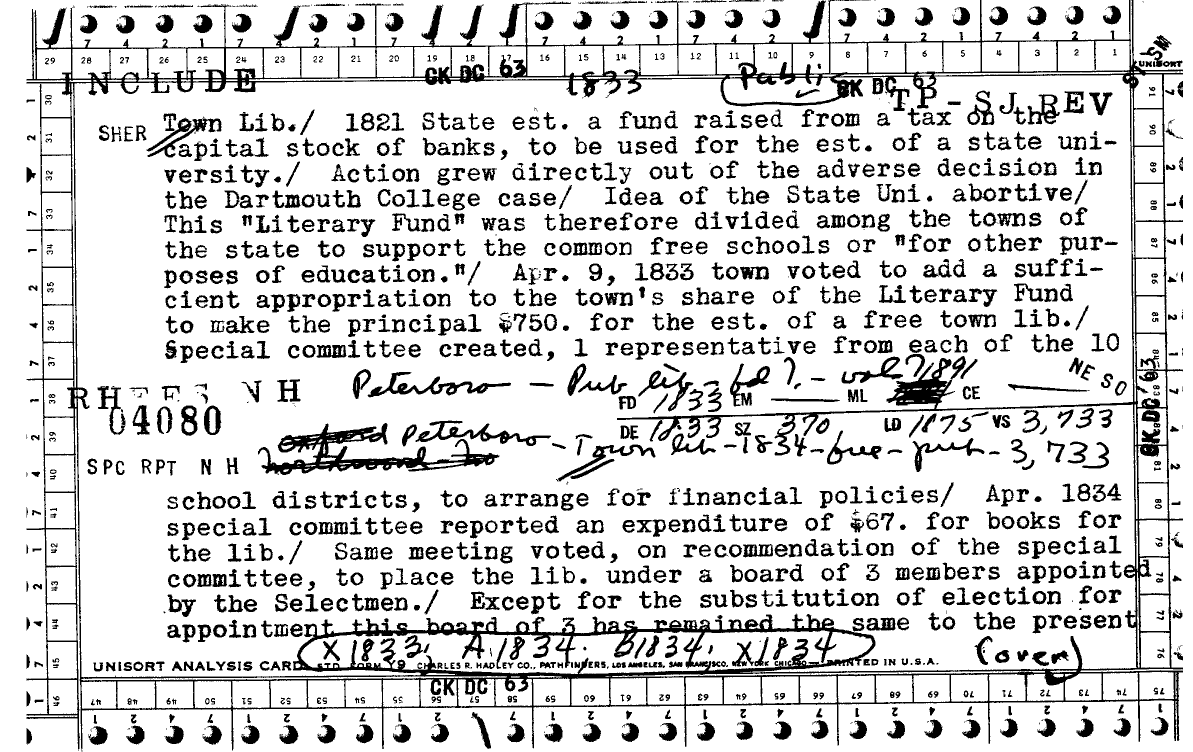 INCLUDE CK DC 63 1833 Public CK DC 63 TP - SJ. REV
UNISORT
SHER Town Lib./ 1821 State est. a fund raised from a tax on the
capital stock of banks, to be used for the est. of a state uni-
versity./ Action grew directly out of the adverse decision in
the Dartmouth College case/ Idea of the State Uni. abortive/
This "Literary Fund" was therefore divided among the towns of
the state to support the common free schools or "for other pur-
poses of education."/ Apr. 9, 1833 town voted to add a suffi-
cient appropriation to the town's share of the Literary Fund
to make the principal $750. for the est. of a free town lib./
Special committee created, 1 representative from each of the 10
RHEES N H Peterboro - Pub lib - fd ?. - vol 7,1891 NE SO
FD 1833 EM ML CE
04080
DE 1833 SZ 370 LD 1875 VS 3,733
Peterboro - Town lib - 1834 - free - pub - 3,733
SPC RPT N H
school districts, to arrange for financial policies/ Apr. 1834
special committee reported an expenditure of $67. for books for
the lib./ Same meeting voted, on recommendation of the special
committee, to place the lib. under a board of 3 members appointed
by the Selectmen./ Except for the substitution of election for
appointment this board of 3 has remained the same to the present
X1833. A1834. B1834. X1834 (over)
UNISORT ANALYSIS CARD STD. FORM Y9 CHARLES R. HADLEY CO., PATHFINDERS, LOS ANGELES, SAN FRANCISCO, NEW YORK CHICAGO — PRINTED IN U.S.A.
CK DC 63
CK DC '63